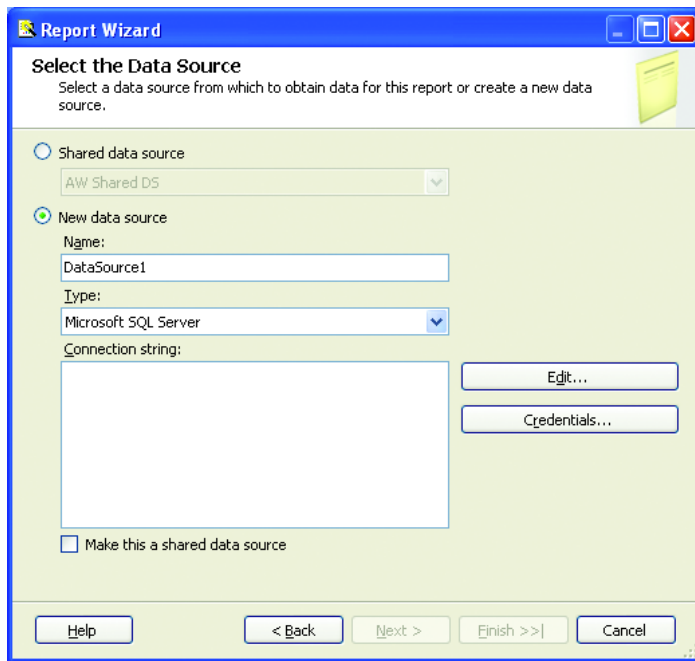 Report Wizard
Select the Data Source
Select a data source from which to obtain data for this report or create a new data
source.
Shared data source
AW Shared DS
New data source
Name:
DataSource1
Type:
Microsoft SQL Server
Connection string:
Edit...
Credentials...
Make this a shared data source
Help
< Back
Next >
Finish >>|
Cancel